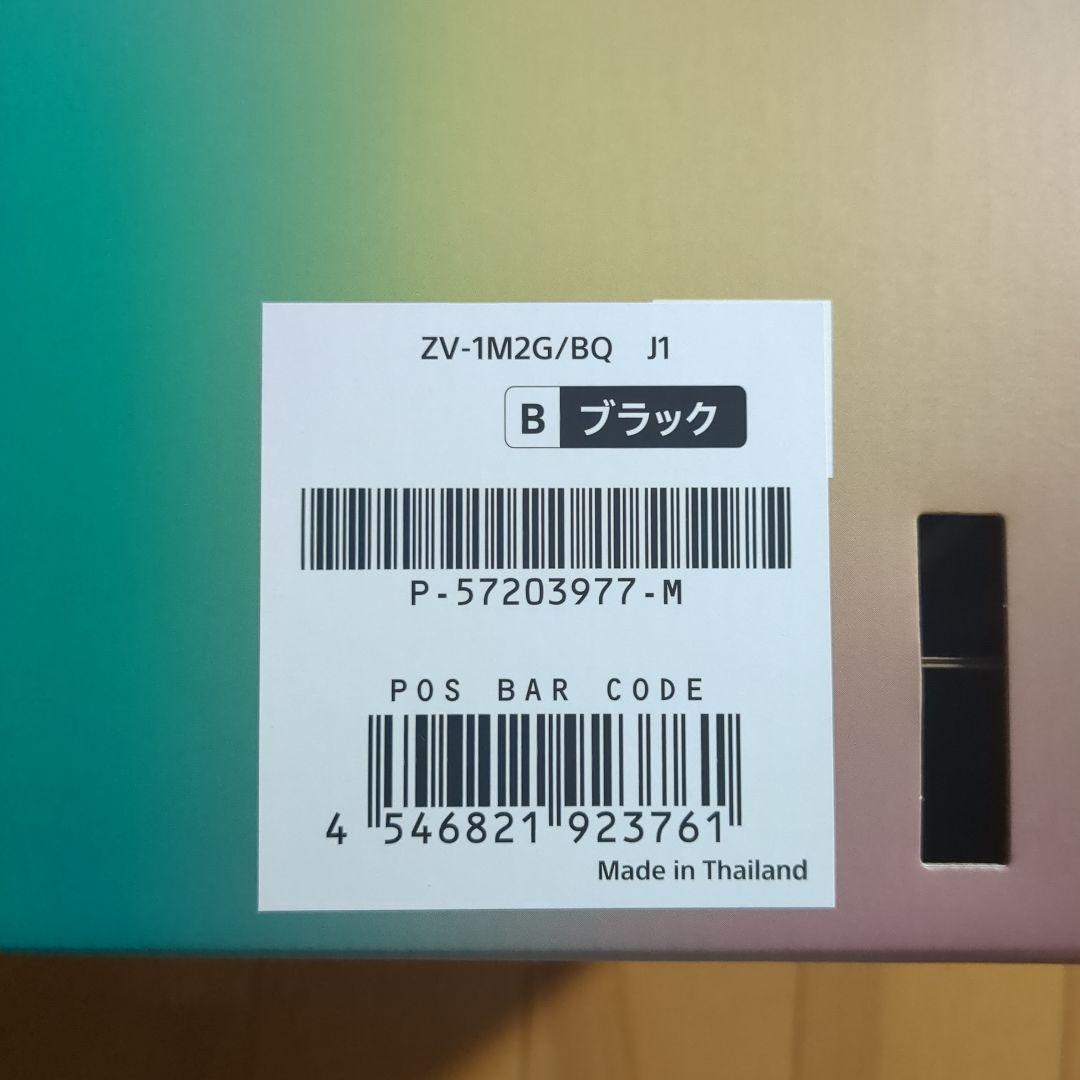 ZV-1M2G/BQ J1
B ブラック
P-57203977-M
POS BAR CODE
4 546821 923761
Made in Thailand